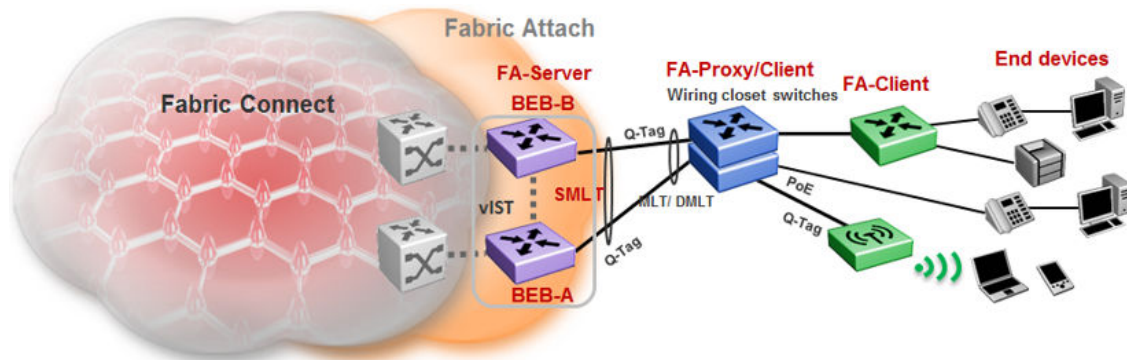 Fabric Attach
Fabric Connect
FA-Server
BEB-B
vIST
SMLT
BEB-A
Q-Tag
Q-Tag
MLT/ DMLT
FA-Proxy/Client
Wiring closet switches
FA-Client
End devices
PoE
Q-Tag